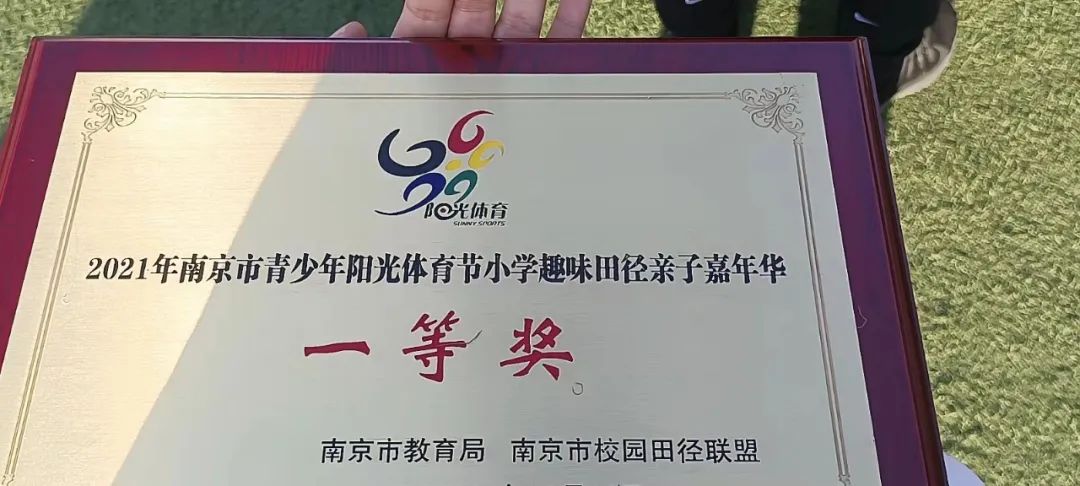 阳光体育
SUNNY SPORTS
2021年南京市青少年阳光体育节小学趣味田径亲子嘉年华
一等奖
南京市教育局 南京市校园田径联盟